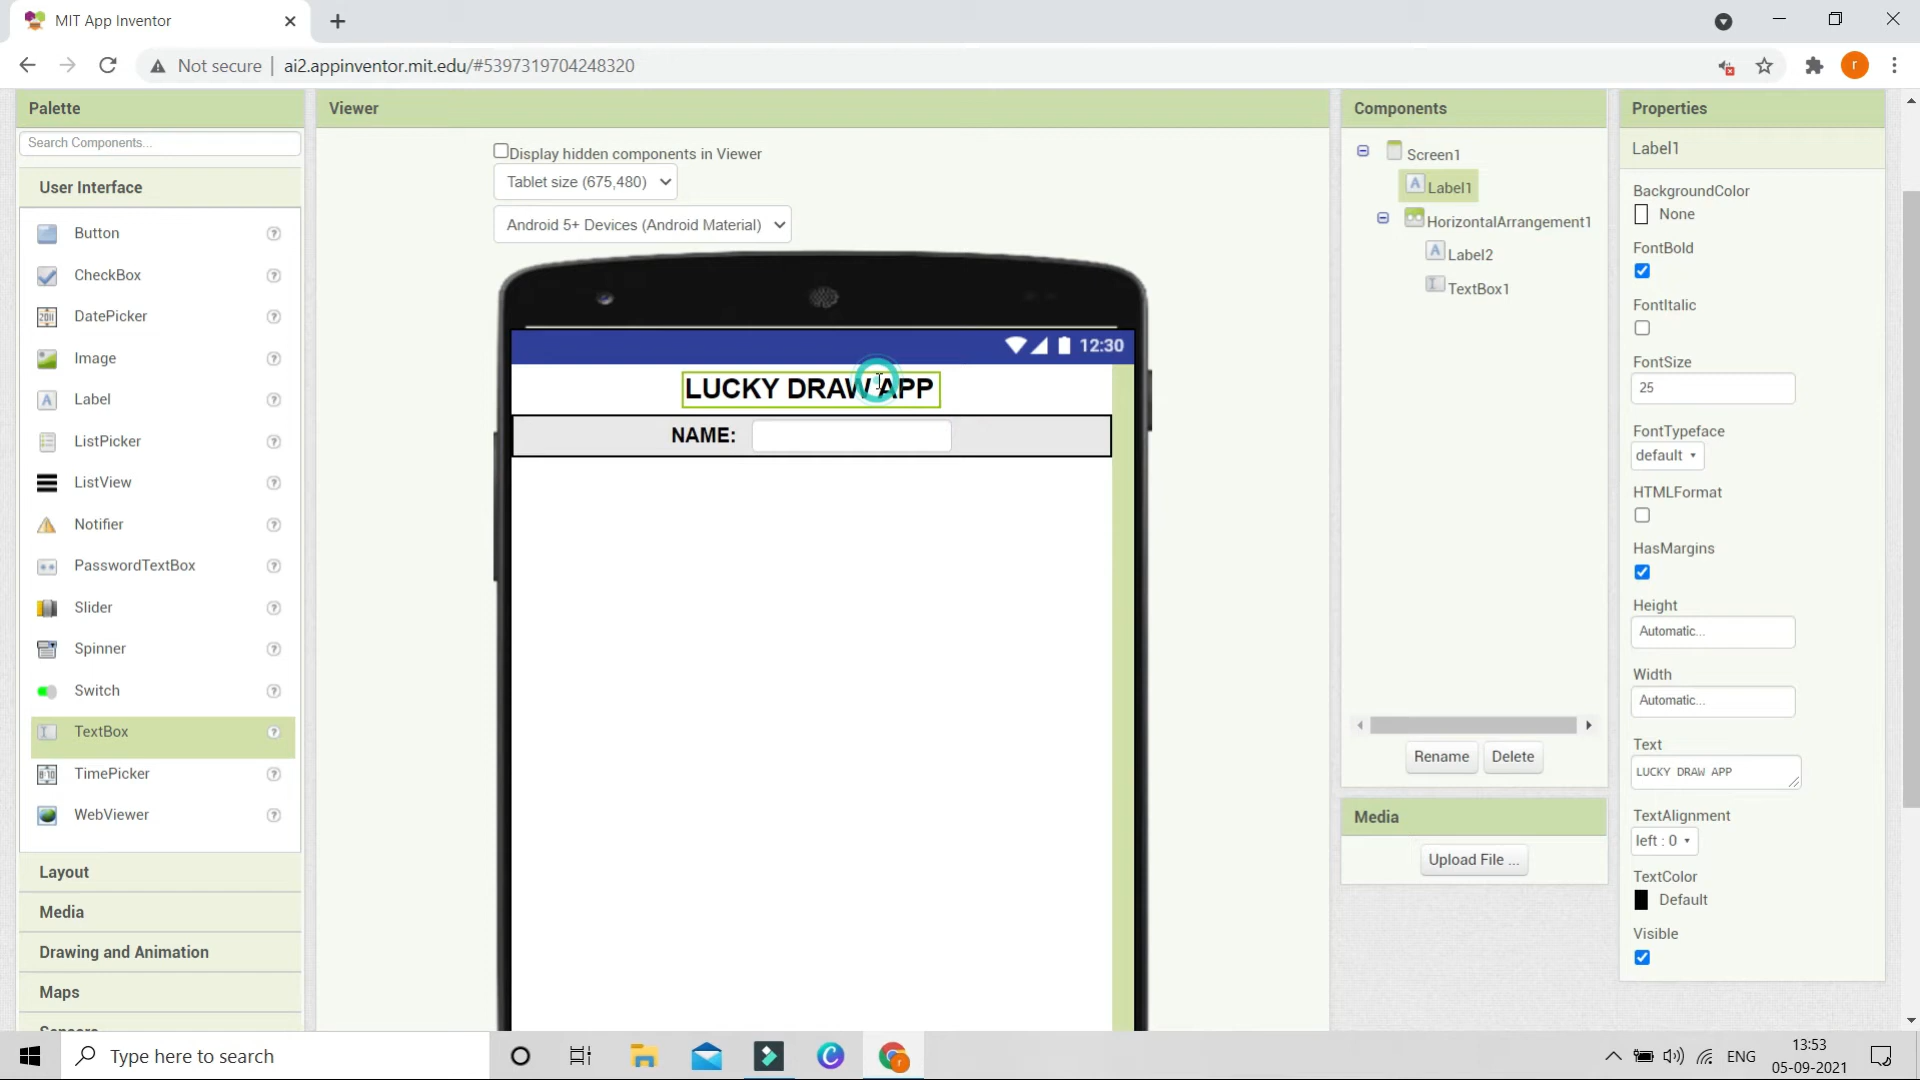 MIT App Inventor
Not secure
ai2.appinventor.mit.edu/#5397319704248320
r
Palette
Search Components...
User Interface
Button
CheckBox
DatePicker
Image
Label
ListPicker
ListView
Notifier
PasswordTextBox
Slider
Spinner
Switch
TextBox
TimePicker
WebViewer
Layout
Media
Drawing and Animation
Maps
Sensors
Viewer
Display hidden components in Viewer
Tablet size (675,480)
Android 5+ Devices (Android Material)
12:30
LUCKY DRAW APP
NAME:
Components
Screen1
Label1
HorizontalArrangement1
Label2
TextBox1
Rename
Delete
Media
Upload File ...
Properties
Label1
BackgroundColor
None
FontBold
FontItalic
FontSize
25
FontTypeface
default
HTMLFormat
HasMargins
Height
Automatic...
Width
Automatic...
Text
LUCKY DRAW APP
TextAlignment
left : 0
TextColor
Default
Visible
Type here to search
ENG
13:53
05-09-2021